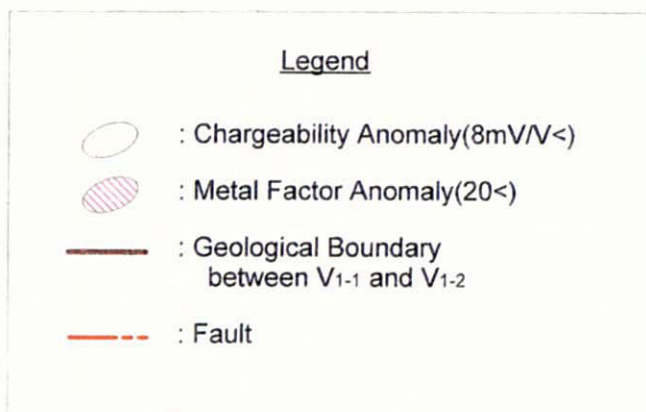 Legend
: Chargeability Anomaly(8mV/V<)
: Metal Factor Anomaly(20<)
: Geological Boundary
between V1-1 and V1-2
: Fault